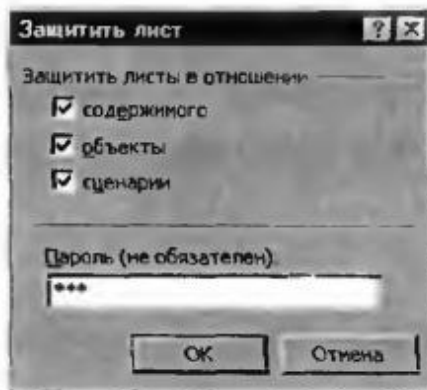 Защитить лист
Защитить листы в отношении
содержимого
объекты
сценарии
Пароль (не обязателен).
***
ОК
Отмена